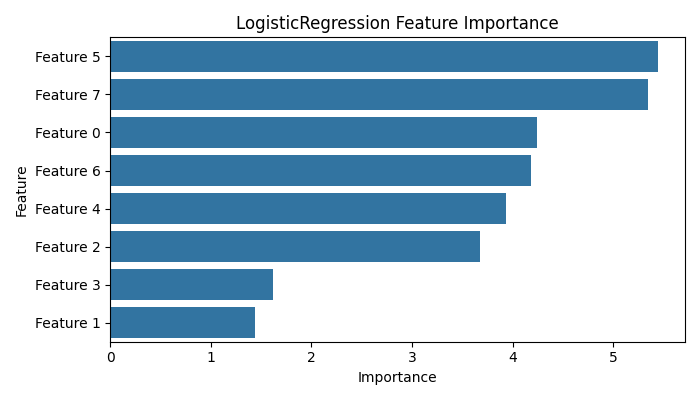 LogisticRegression Feature Importance
Feature
Feature 5
Feature 7
Feature 0
Feature 6
Feature 4
Feature 2
Feature 3
Feature 1
0 1 2 3 4 5
Importance